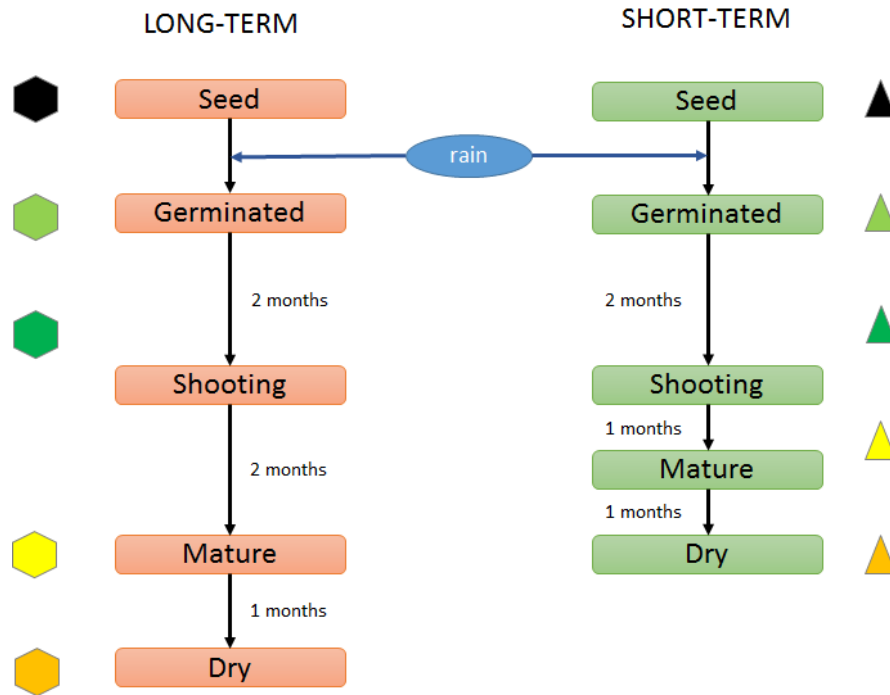 LONG-TERM
SHORT-TERM
Seed
Seed
rain
Germinated
Germinated
2 months
2 months
Shooting
Shooting
1 months
2 months
Mature
1 months
Mature
Dry
1 months
Dry